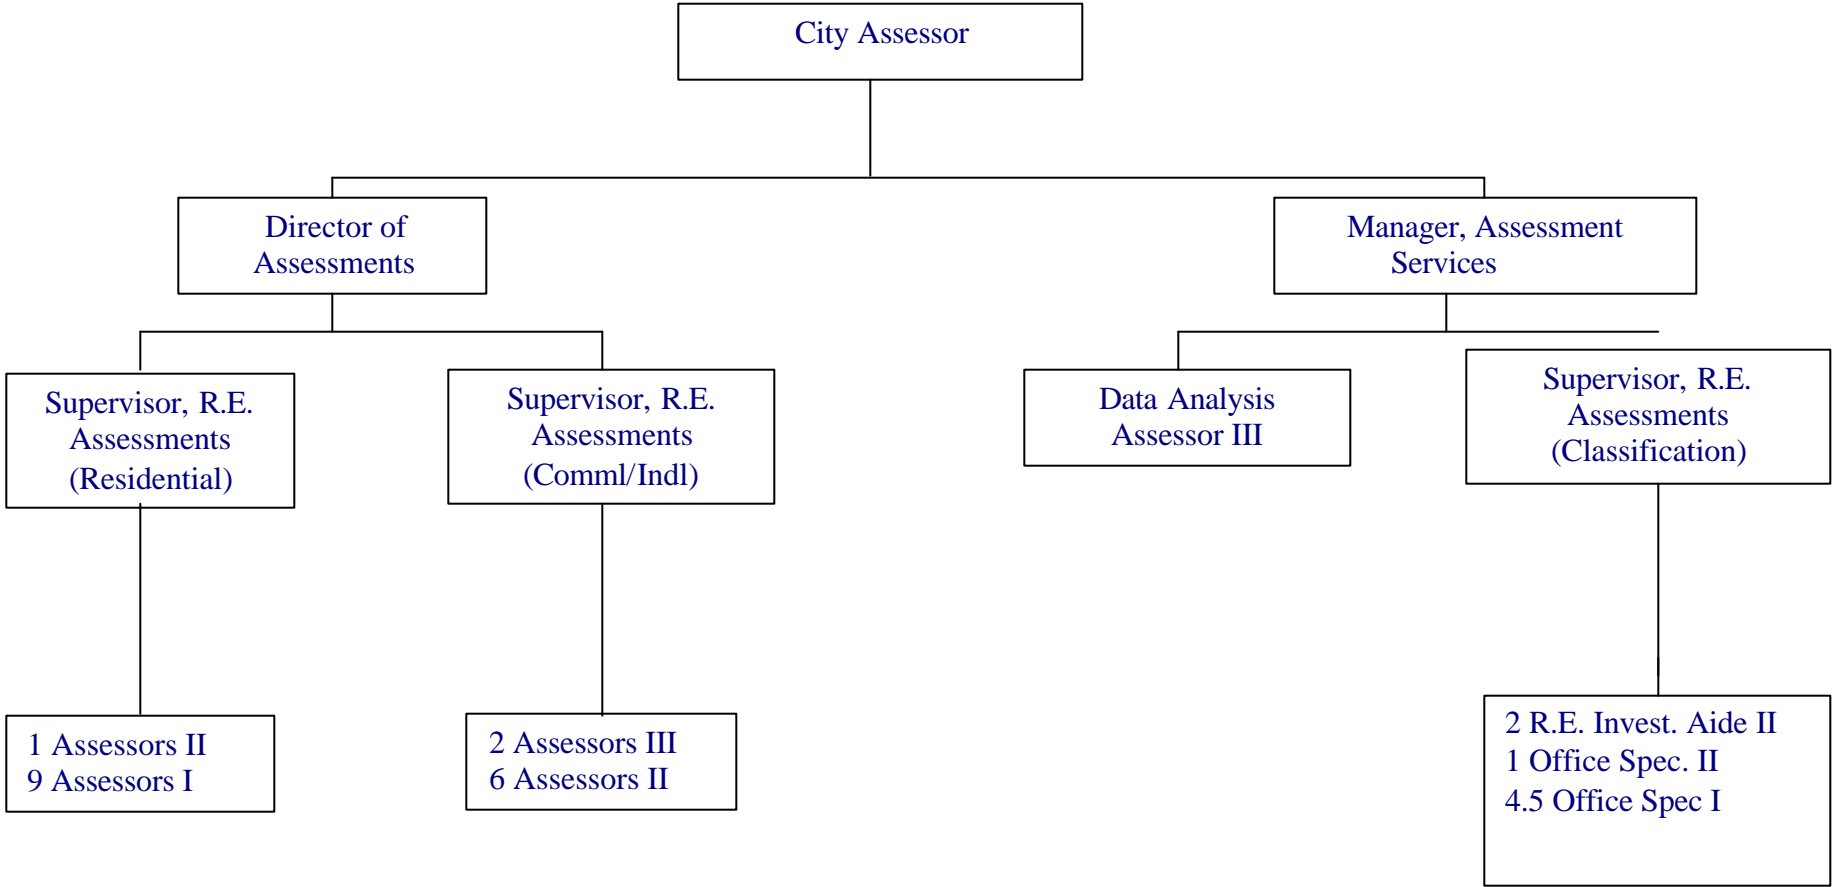 City Assessor
Director of
Assessments
Manager, Assessment
Services
Supervisor, R.E.
Assessments
(Residential)
Supervisor, R.E.
Assessments
(Comml/Indl)
Data Analysis
Assessor III
Supervisor, R.E.
Assessments
(Classification)
1 Assessors II
9 Assessors I
2 Assessors III
6 Assessors II
2 R.E. Invest. Aide II
1 Office Spec. II
4.5 Office Spec I